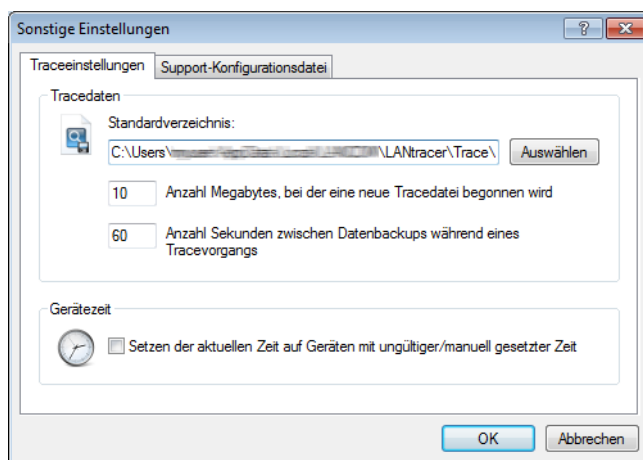 Sonstige Einstellungen
Traceeinstellungen
Support-Konfigurationsdatei
Tracedaten
Standardverzeichnis:
C:\Users\ \LANtracer\Trace\
Auswählen
10
Anzahl Megabytes, bei der eine neue Tracedatei begonnen wird
60
Anzahl Sekunden zwischen Datenbackups während eines
Tracevorgangs
Gerätezeit
Setzen der aktuellen Zeit auf Geräten mit ungültiger/manuell gesetzter Zeit
OK
Abbrechen